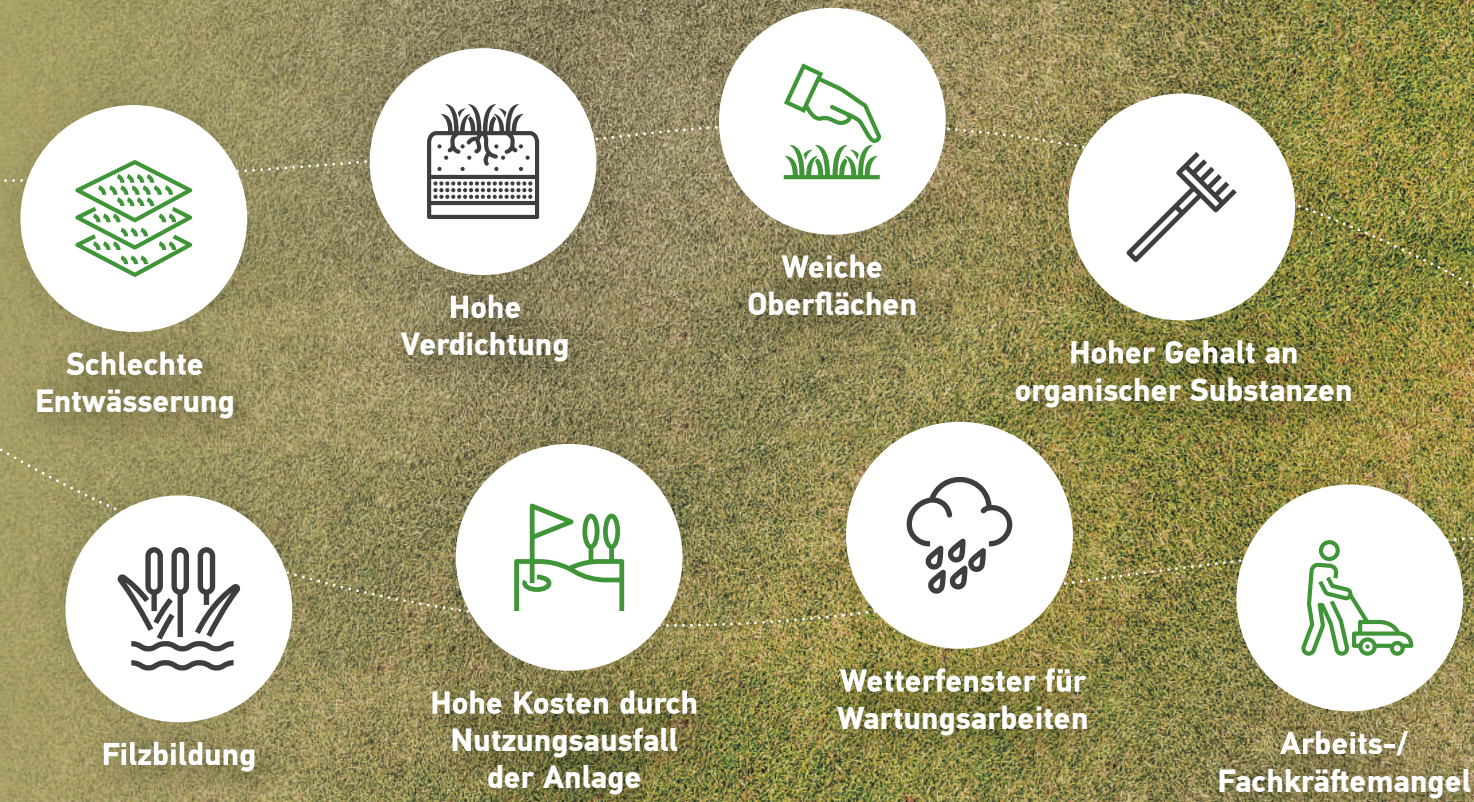 Schlechte
Entwässerung
Hohe
Verdichtung
Weiche
Oberflächen
Hoher Gehalt an
organischer Substanzen
Filzbildung
Hohe Kosten durch
Nutzungsausfall
der Anlage
Wetterfenster für
Wartungsarbeiten
Arbeits-/
Fachkräftemangel